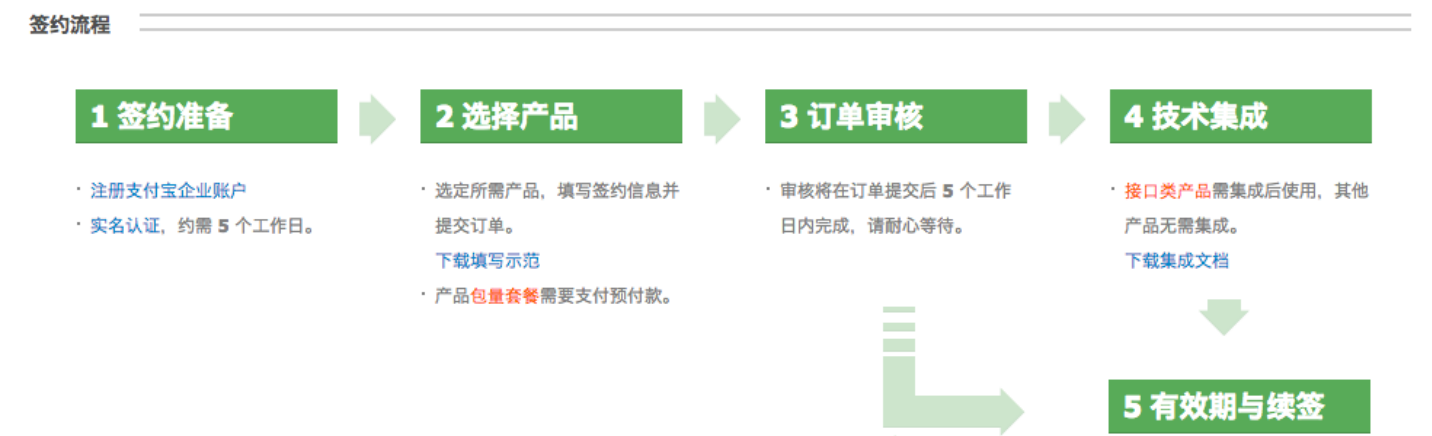 签约流程
1 签约准备
· 注册支付宝企业账户
· 实名认证，约需 5 个工作日。
2 选择产品
· 选定所需产品，填写签约信息并
提交订单。
下载填写示范
· 产品包量套餐需要支付预付款。
3 订单审核
· 审核将在订单提交后 5 个工作
日内完成，请耐心等待。
4 技术集成
· 接口类产品需集成后使用，其他
产品无需集成。
下载集成文档
5 有效期与续签